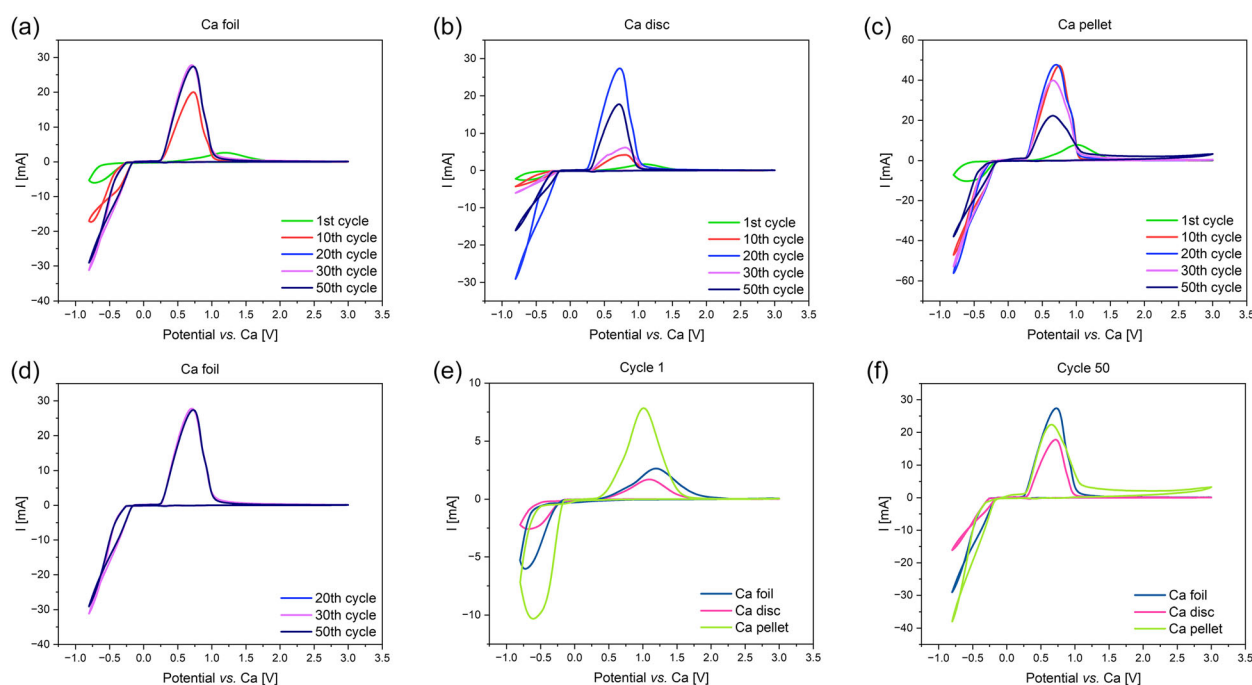 (a)
Ca foil
I [mA]
30
20
10
0
−10
−20
−30
−40
−1.0 −0.5 0.0 0.5 1.0 1.5 2.0 2.5 3.0 3.5
Potential vs. Ca [V]
1st cycle
10th cycle
20th cycle
30th cycle
50th cycle
(b)
Ca disc
I [mA]
30
20
10
0
−10
−20
−30
−1.0 −0.5 0.0 0.5 1.0 1.5 2.0 2.5 3.0 3.5
Potential vs. Ca [V]
1st cycle
10th cycle
20th cycle
30th cycle
50th cycle
(c)
Ca pellet
I [mA]
60
40
20
0
−20
−40
−60
−1.0 −0.5 0.0 0.5 1.0 1.5 2.0 2.5 3.0 3.5
Potentail vs. Ca [V]
1st cycle
10th cycle
20th cycle
30th cycle
50th cycle
(d)
Ca foil
I [mA]
30
20
10
0
−10
−20
−30
−40
−1.0 −0.5 0.0 0.5 1.0 1.5 2.0 2.5 3.0 3.5
Potential vs. Ca [V]
20th cycle
30th cycle
50th cycle
(e)
Cycle 1
I [mA]
10
5
0
−5
−10
−1.0 −0.5 0.0 0.5 1.0 1.5 2.0 2.5 3.0 3.5
Potential vs. Ca [V]
Ca foil
Ca disc
Ca pellet
(f)
Cycle 50
I [mA]
30
20
10
0
−10
−20
−30
−40
−1.0 −0.5 0.0 0.5 1.0 1.5 2.0 2.5 3.0 3.5
Potential vs. Ca [V]
Ca foil
Ca disc
Ca pellet